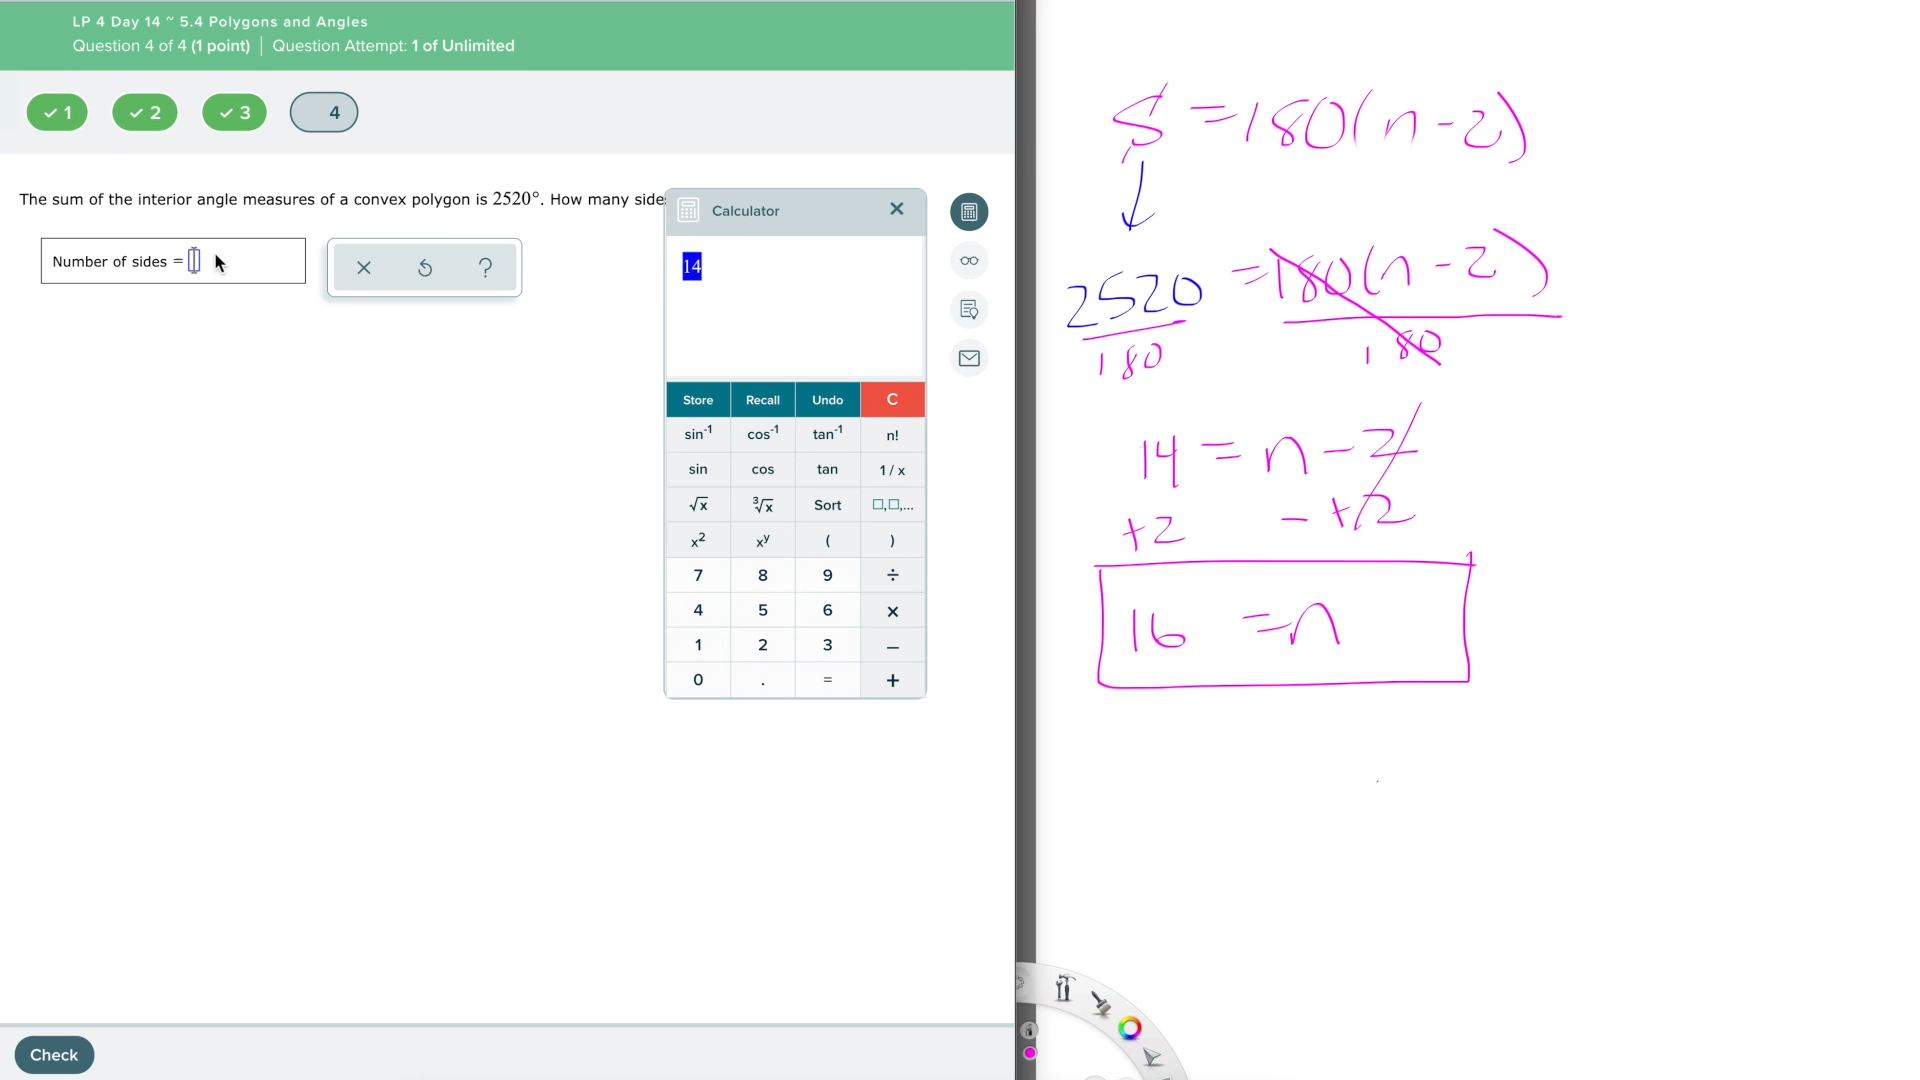 LP 4 Day 14 ~ 5.4 Polygons and Angles
Question 4 of 4 (1 point) | Question Attempt: 1 of Unlimited
✓ 1 ✓ 2 ✓ 3 4
The sum of the interior angle measures of a convex polygon is 2520°. How many side
Number of sides =
× ?
Calculator ×
14
Store Recall Undo C
sin⁻¹ cos⁻¹ tan⁻¹ n!
sin cos tan 1/x
√x ∛x Sort □,□,...
x² xʸ ( )
7 8 9 ÷
4 5 6 ×
1 2 3 –
0 . = +
Check
S = 180(n - 2)
2520 = 180(n - 2)
180 180
14 = n - 2
+2 - +2
16 = n